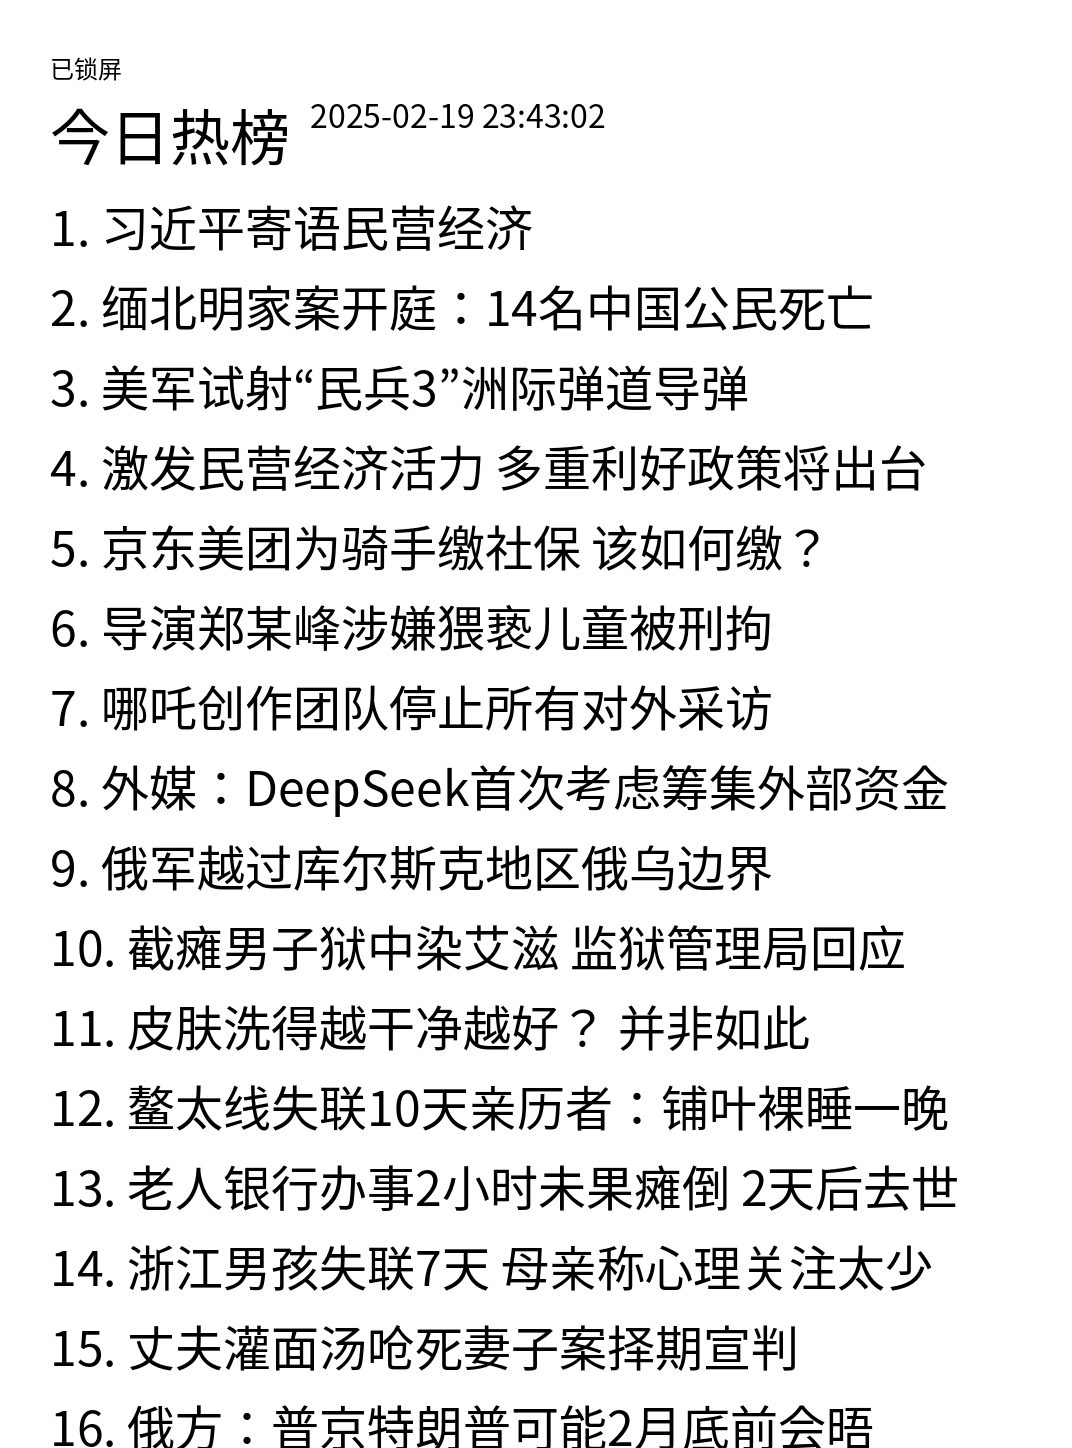 已锁屏
今日热榜 2025-02-19 23:43:02
1. 习近平寄语民营经济
2. 缅北明家案开庭：14名中国公民死亡
3. 美军试射“民兵3”洲际弹道导弹
4. 激发民营经济活力 多重利好政策将出台
5. 京东美团为骑手缴社保 该如何缴？
6. 导演郑某峰涉嫌猥亵儿童被刑拘
7. 哪吒创作团队停止所有对外采访
8. 外媒：DeepSeek首次考虑筹集外部资金
9. 俄军越过库尔斯克地区俄乌边界
10. 截瘫男子狱中染艾滋 监狱管理局回应
11. 皮肤洗得越干净越好？ 并非如此
12. 鳌太线失联10天亲历者：铺叶裸睡一晚
13. 老人银行办事2小时未果瘫倒 2天后去世
14. 浙江男孩失联7天 母亲称心理关注太少
15. 丈夫灌面汤呛死妻子案择期宣判
16. 俄方：普京特朗普可能2月底前会晤